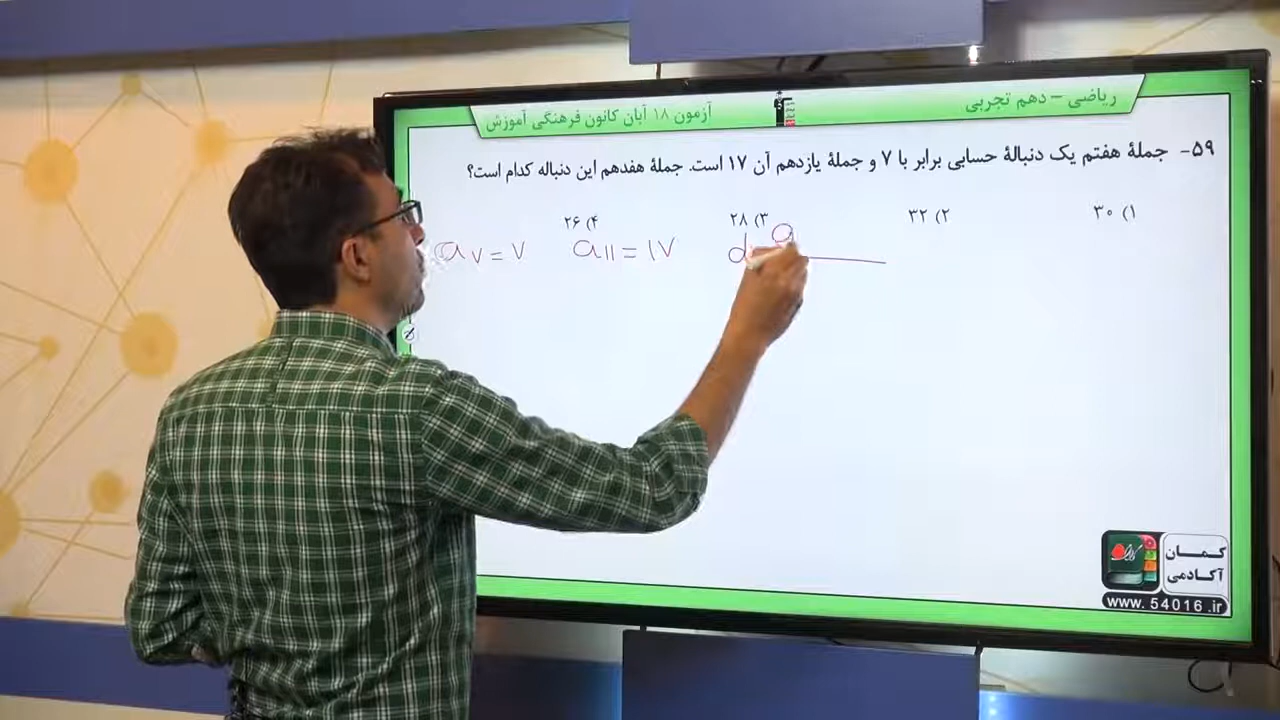 ریاضی – دهم تجربی
آزمون ۱۸ آبان کانون فرهنگی آموزش
۵۹- جملهٔ هفتم یک دنبالهٔ حسابی برابر با ۷ و جملهٔ یازدهم آن ۱۷ است. جملهٔ هفدهم این دنباله کدام است؟
۱) ۳۰
۲) ۳۲
۳) ۲۸
۴) ۲۶
a۷ = ۷
a۱۱ = ۱۷
d = a
کمان
آکادمی
www. 54016 .ir